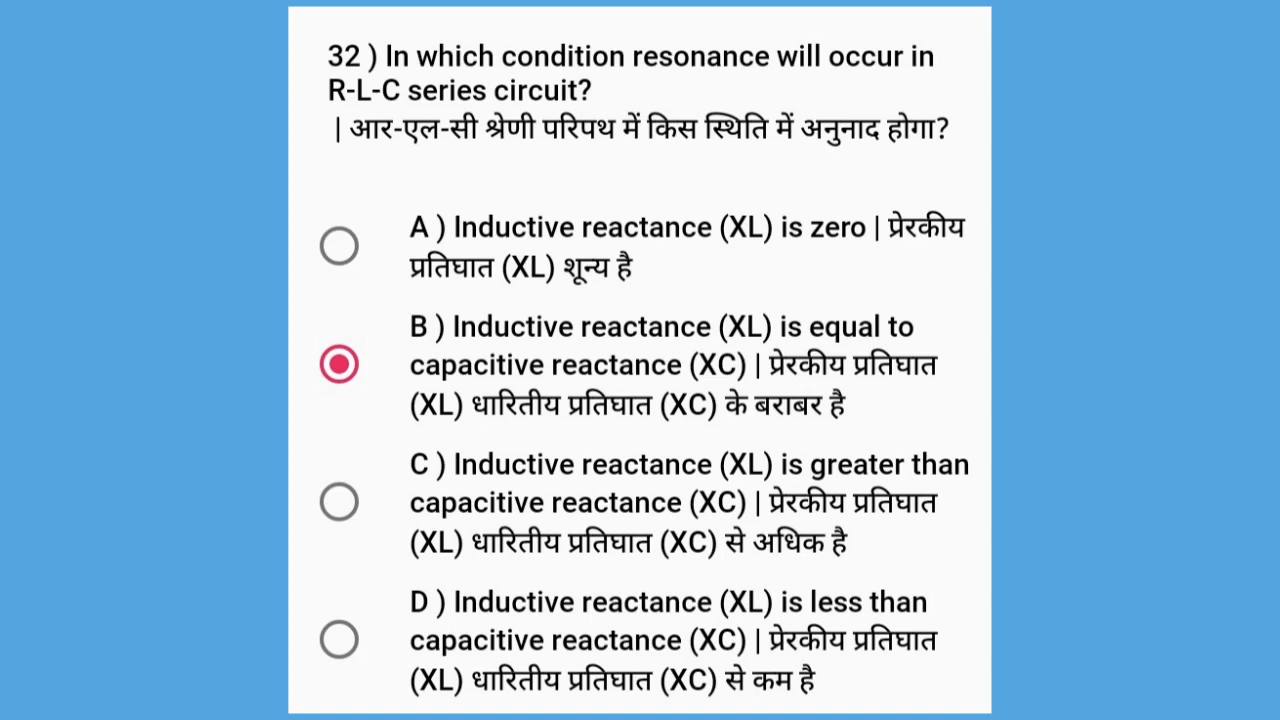 32 ) In which condition resonance will occur in
R-L-C series circuit?
| आर-एल-सी श्रेणी परिपथ में किस स्थिति में अनुनाद होगा?
A ) Inductive reactance (XL) is zero | प्रेरकीय
प्रतिघात (XL) शून्य है
B ) Inductive reactance (XL) is equal to
capacitive reactance (XC) | प्रेरकीय प्रतिघात
(XL) धारितीय प्रतिघात (XC) के बराबर है
C ) Inductive reactance (XL) is greater than
capacitive reactance (XC) | प्रेरकीय प्रतिघात
(XL) धारितीय प्रतिघात (XC) से अधिक है
D ) Inductive reactance (XL) is less than
capacitive reactance (XC) | प्रेरकीय प्रतिघात
(XL) धारितीय प्रतिघात (XC) से कम है